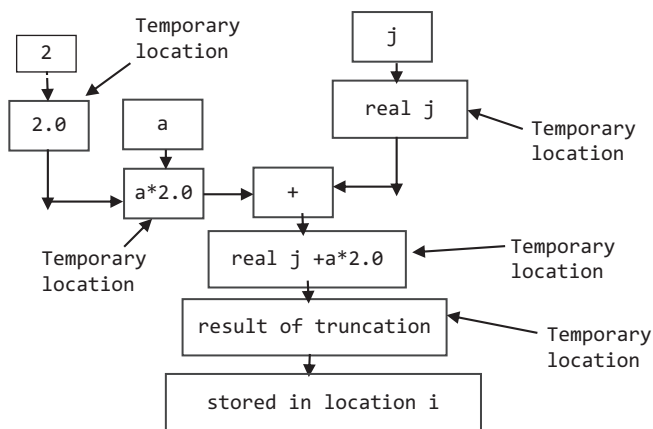 Temporary
location
j
2
2.0
a
real j
Temporary
location
a*2.0
+
Temporary
location
real j +a*2.0
Temporary
location
result of truncation
Temporary
location
stored in location i